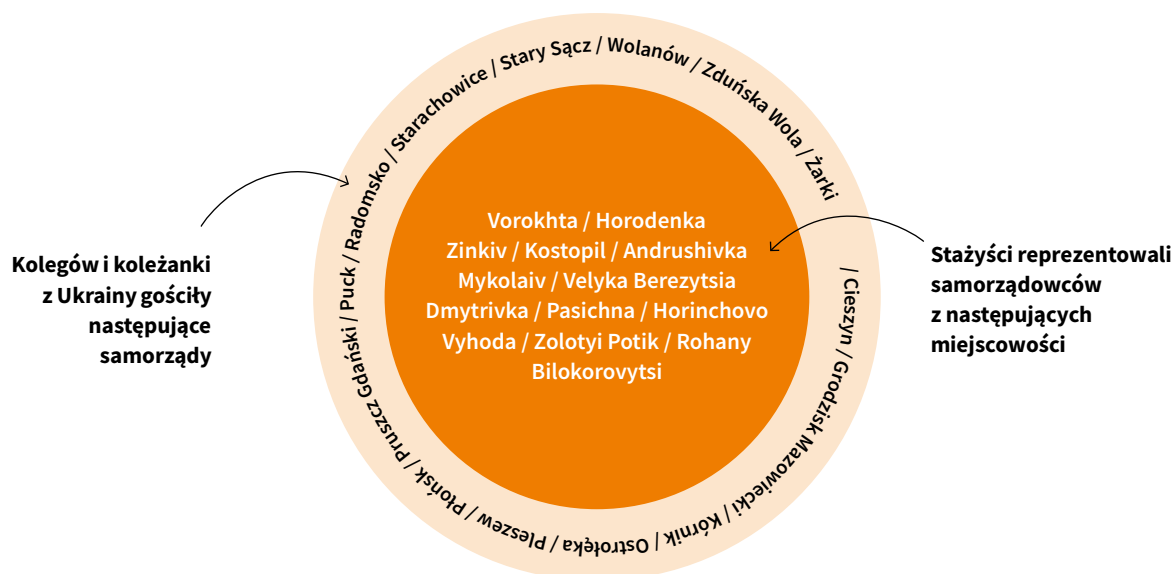 Kolegów i koleżanki
z Ukrainy gościły
następujące
samorządy
/ Cieszyn / Grodzisk Mazowiecki / Kórnik / Ostrołęka / Pleszew / Płońsk / Pruszcz Gdański / Puck / Radomsko / Starachowice / Stary Sącz / Wolanów / Zduńska Wola / Żarki
Vorokhta / Horodenka
Zinkiv / Kostopil / Andrushivka
Mykolaiv / Velyka Berezytsia
Dmytrivka / Pasichna / Horinchovo
Vyhoda / Zolotyi Potik / Rohany
Bilokorovytsi
Stażyści reprezentowali
samorządowców
z następujących
miejscowości